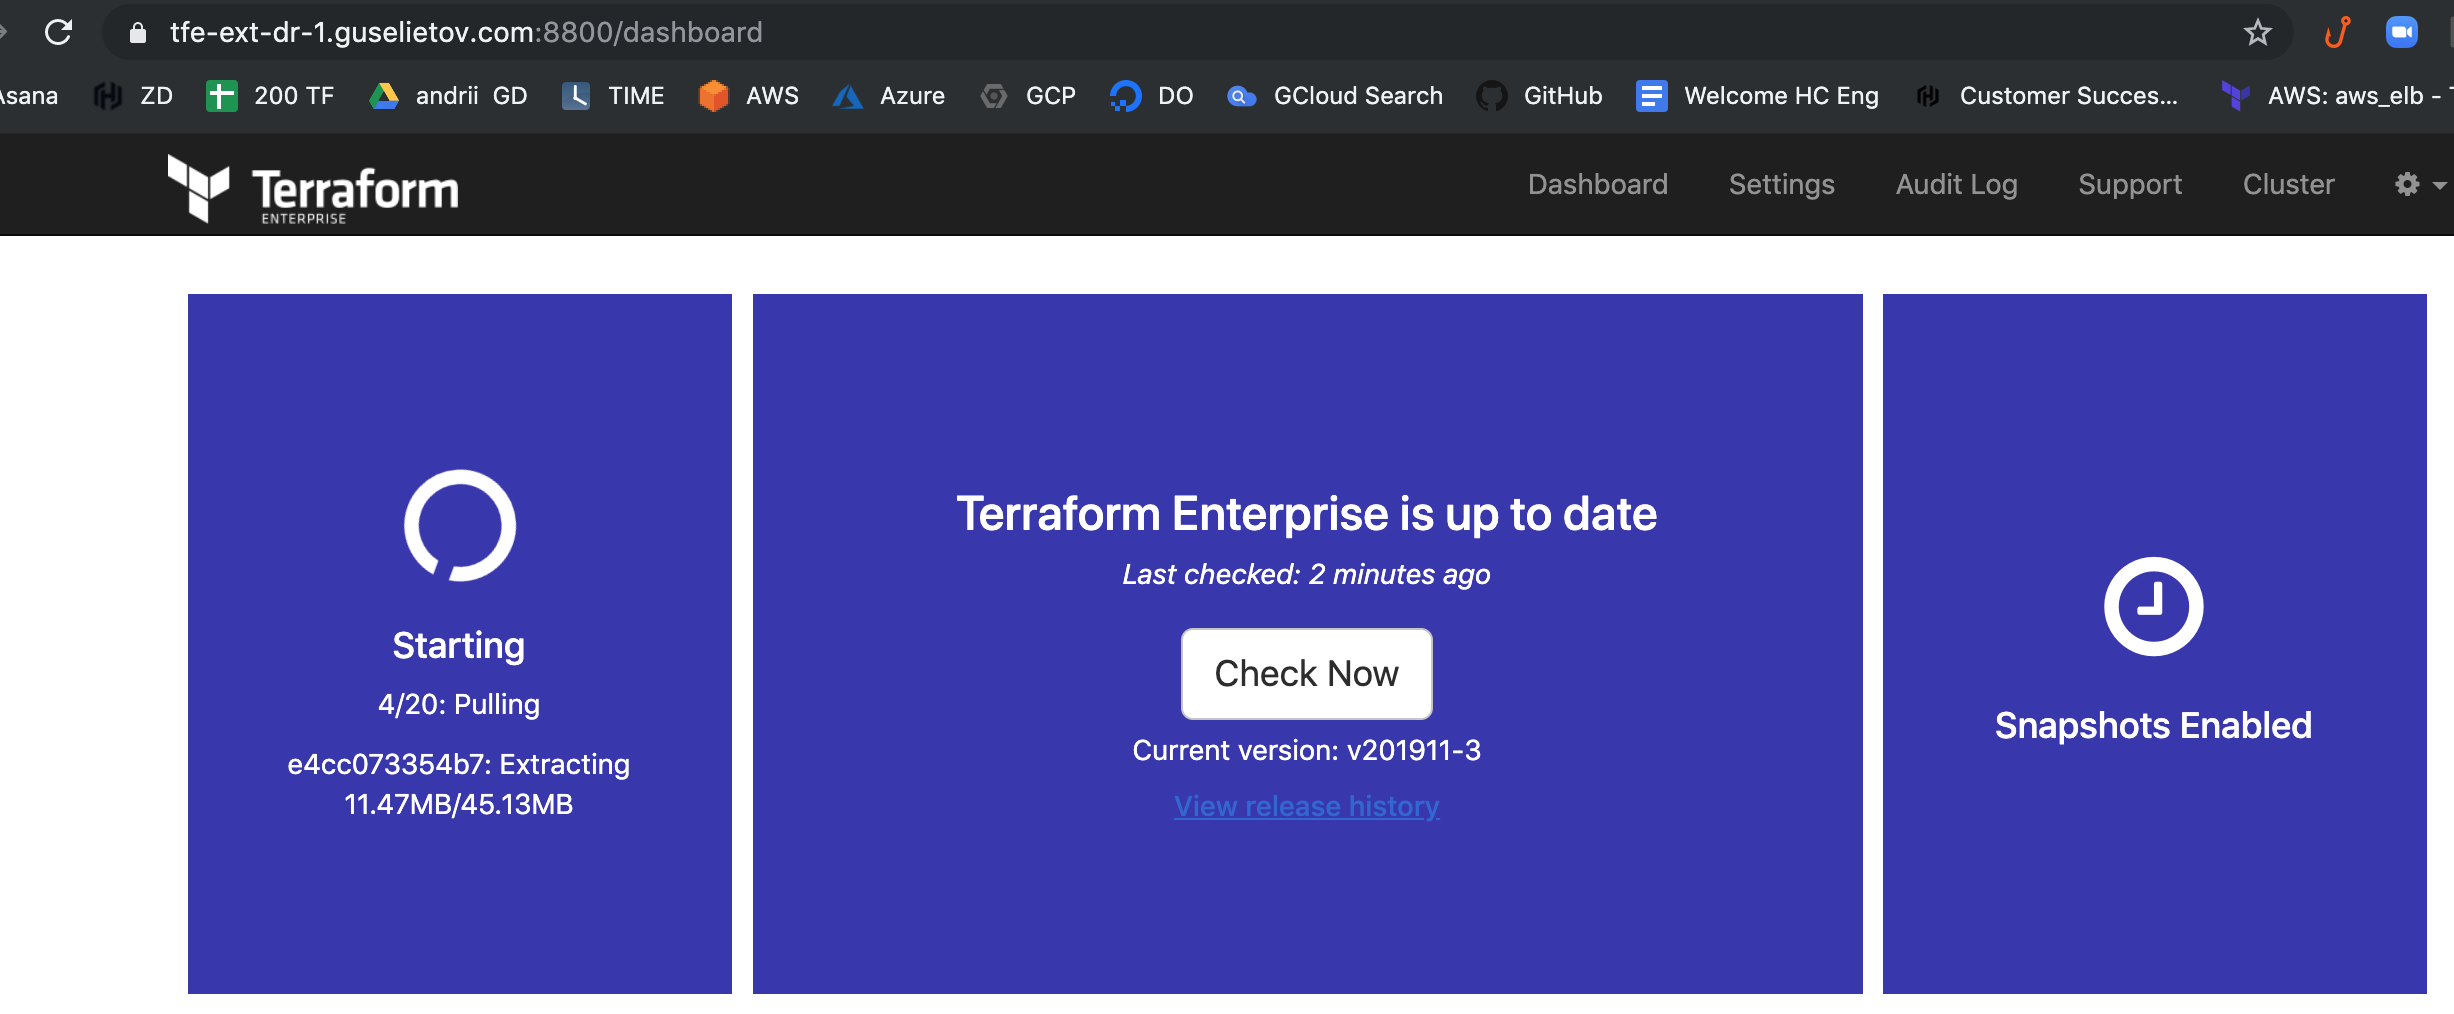 tfe-ext-dr-1.guselietov.com:8800/dashboard
Asana ZD 200 TF andrii GD TIME AWS Azure GCP DO GCloud Search GitHub Welcome HC Eng Customer Succes... AWS: aws_elb -
Terraform
ENTERPRISE
Dashboard Settings Audit Log Support Cluster
Starting
4/20: Pulling
e4cc073354b7: Extracting
11.47MB/45.13MB
Terraform Enterprise is up to date
Last checked: 2 minutes ago
Check Now
Current version: v201911-3
View release history
Snapshots Enabled